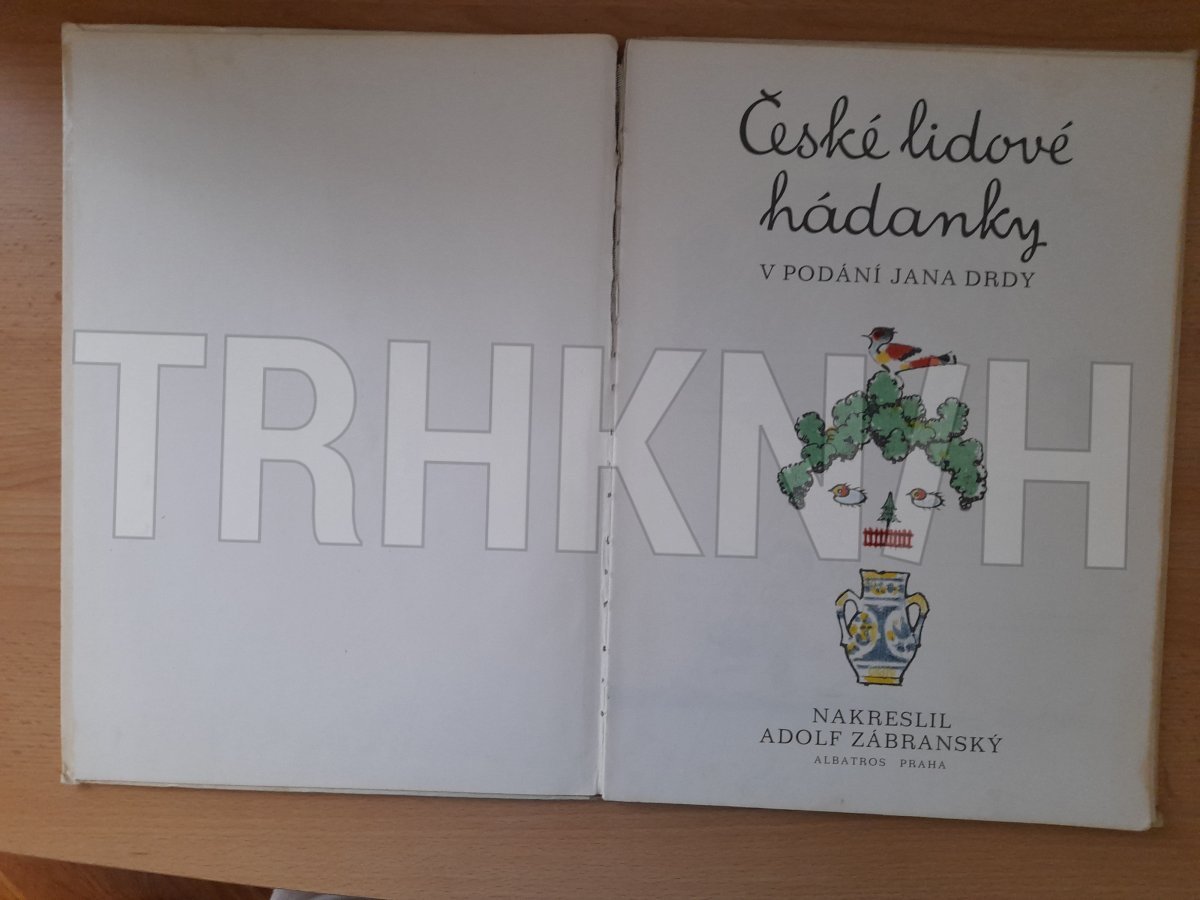 České lidové
hádanky
V PODÁNÍ JANA DRDY
TRHKNIH
NAKRESLIL
ADOLF ZÁBRANSKÝ
ALBATROS PRAHA